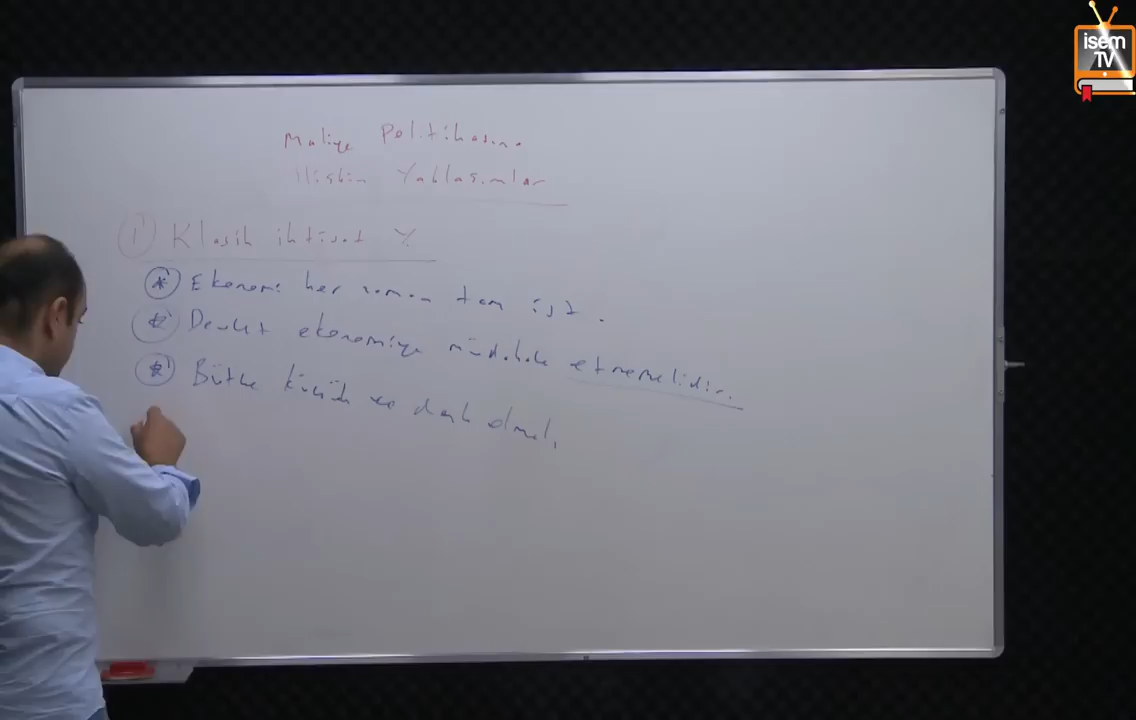 isem
TV
Maliye Politikasına
İlişkin Yaklaşımlar
① Klasik iktisat Y.
* Ekonomi her zaman tam ist.
* Devlet ekonomiye müdahale etmemelidir.
* Bütçe küçük ve denk olmalı